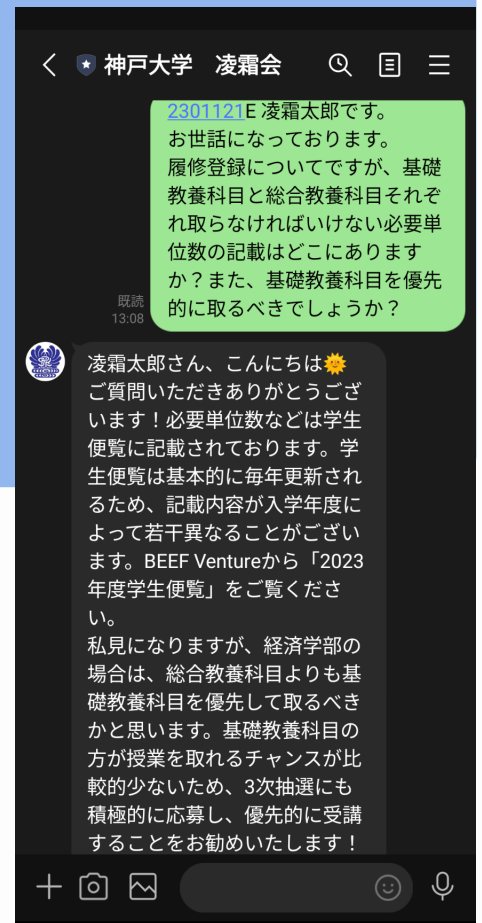 神戸大学　凌霜会
2301121E 凌霜太郎です。
お世話になっております。
履修登録についてですが、基礎
教養科目と総合教養科目それぞ
れ取らなければいけない必要単
位数の記載はどこにあります
か？また、基礎教養科目を優先
的に取るべきでしょうか？
既読
13:08
凌霜太郎さん、こんにちは🌞
ご質問いただきありがとうござ
います！必要単位数などは学生
便覧に記載されております。学
生便覧は基本的に毎年更新され
るため、記載内容が入学年度に
よって若干異なることがござい
ます。BEEF Ventureから「2023
年度学生便覧」をご覧くださ
い。
私見になりますが、経済学部の
場合は、総合教養科目よりも基
礎教養科目を優先して取るべき
かと思います。基礎教養科目の
方が授業を取れるチャンスが比
較的少ないため、3次抽選にも
積極的に応募し、優先的に受講
することをお勧めいたします！